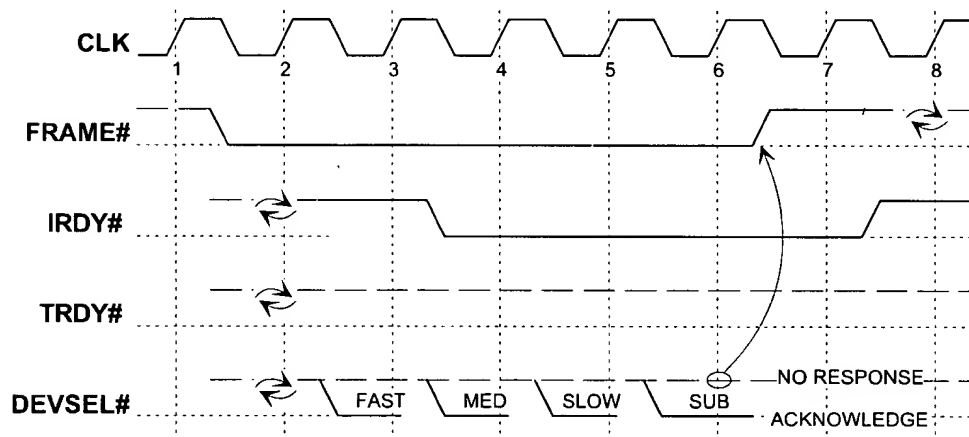 CLK
1 2 3 4 5 6 7 8
FRAME#
IRDY#
TRDY#
NO RESPONSE
DEVSEL# FAST MED SLOW SUB
ACKNOWLEDGE